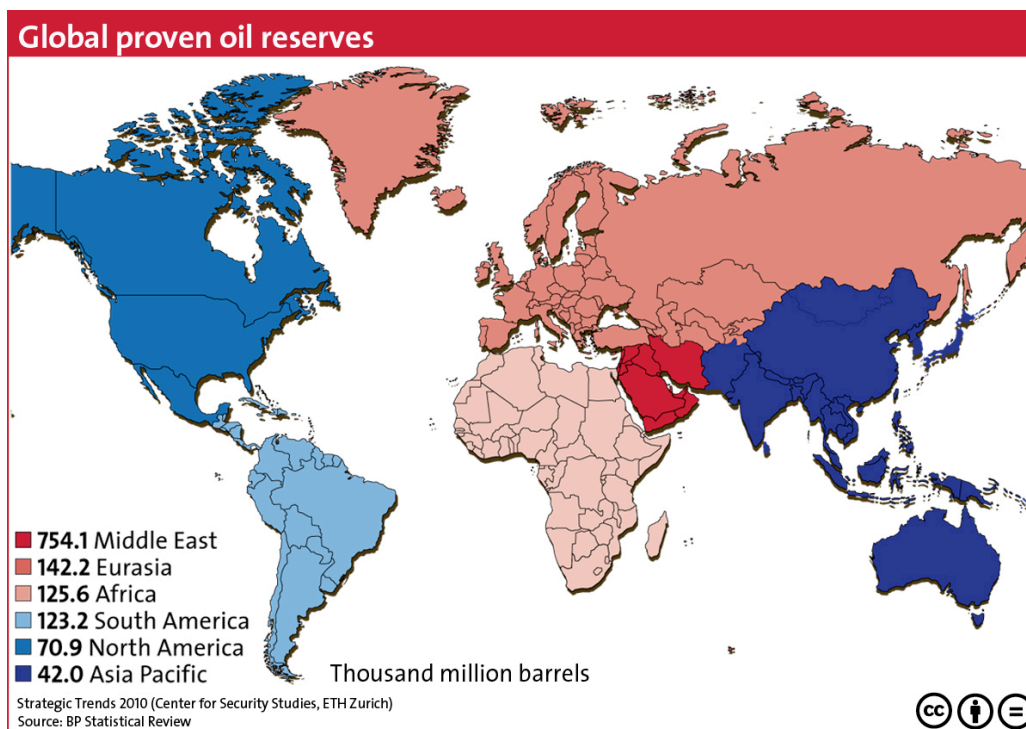 Global proven oil reserves
754.1 Middle East
142.2 Eurasia
125.6 Africa
123.2 South America
70.9 North America
42.0 Asia Pacific
Thousand million barrels
Strategic Trends 2010 (Center for Security Studies, ETH Zurich)
Source: BP Statistical Review
cc